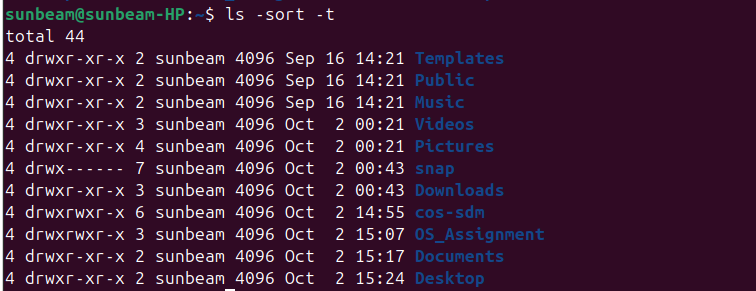 sunbeam@sunbeam-HP:~$ ls -sort -t
total 44
4 drwxr-xr-x 2 sunbeam 4096 Sep 16 14:21 Templates
4 drwxr-xr-x 2 sunbeam 4096 Sep 16 14:21 Public
4 drwxr-xr-x 2 sunbeam 4096 Sep 16 14:21 Music
4 drwxr-xr-x 3 sunbeam 4096 Oct  2 00:21 Videos
4 drwxr-xr-x 4 sunbeam 4096 Oct  2 00:21 Pictures
4 drwx------ 7 sunbeam 4096 Oct  2 00:43 snap
4 drwxr-xr-x 3 sunbeam 4096 Oct  2 00:43 Downloads
4 drwxrwxr-x 6 sunbeam 4096 Oct  2 14:55 cos-sdm
4 drwxrwxr-x 3 sunbeam 4096 Oct  2 15:07 OS_Assignment
4 drwxr-xr-x 2 sunbeam 4096 Oct  2 15:17 Documents
4 drwxr-xr-x 2 sunbeam 4096 Oct  2 15:24 Desktop